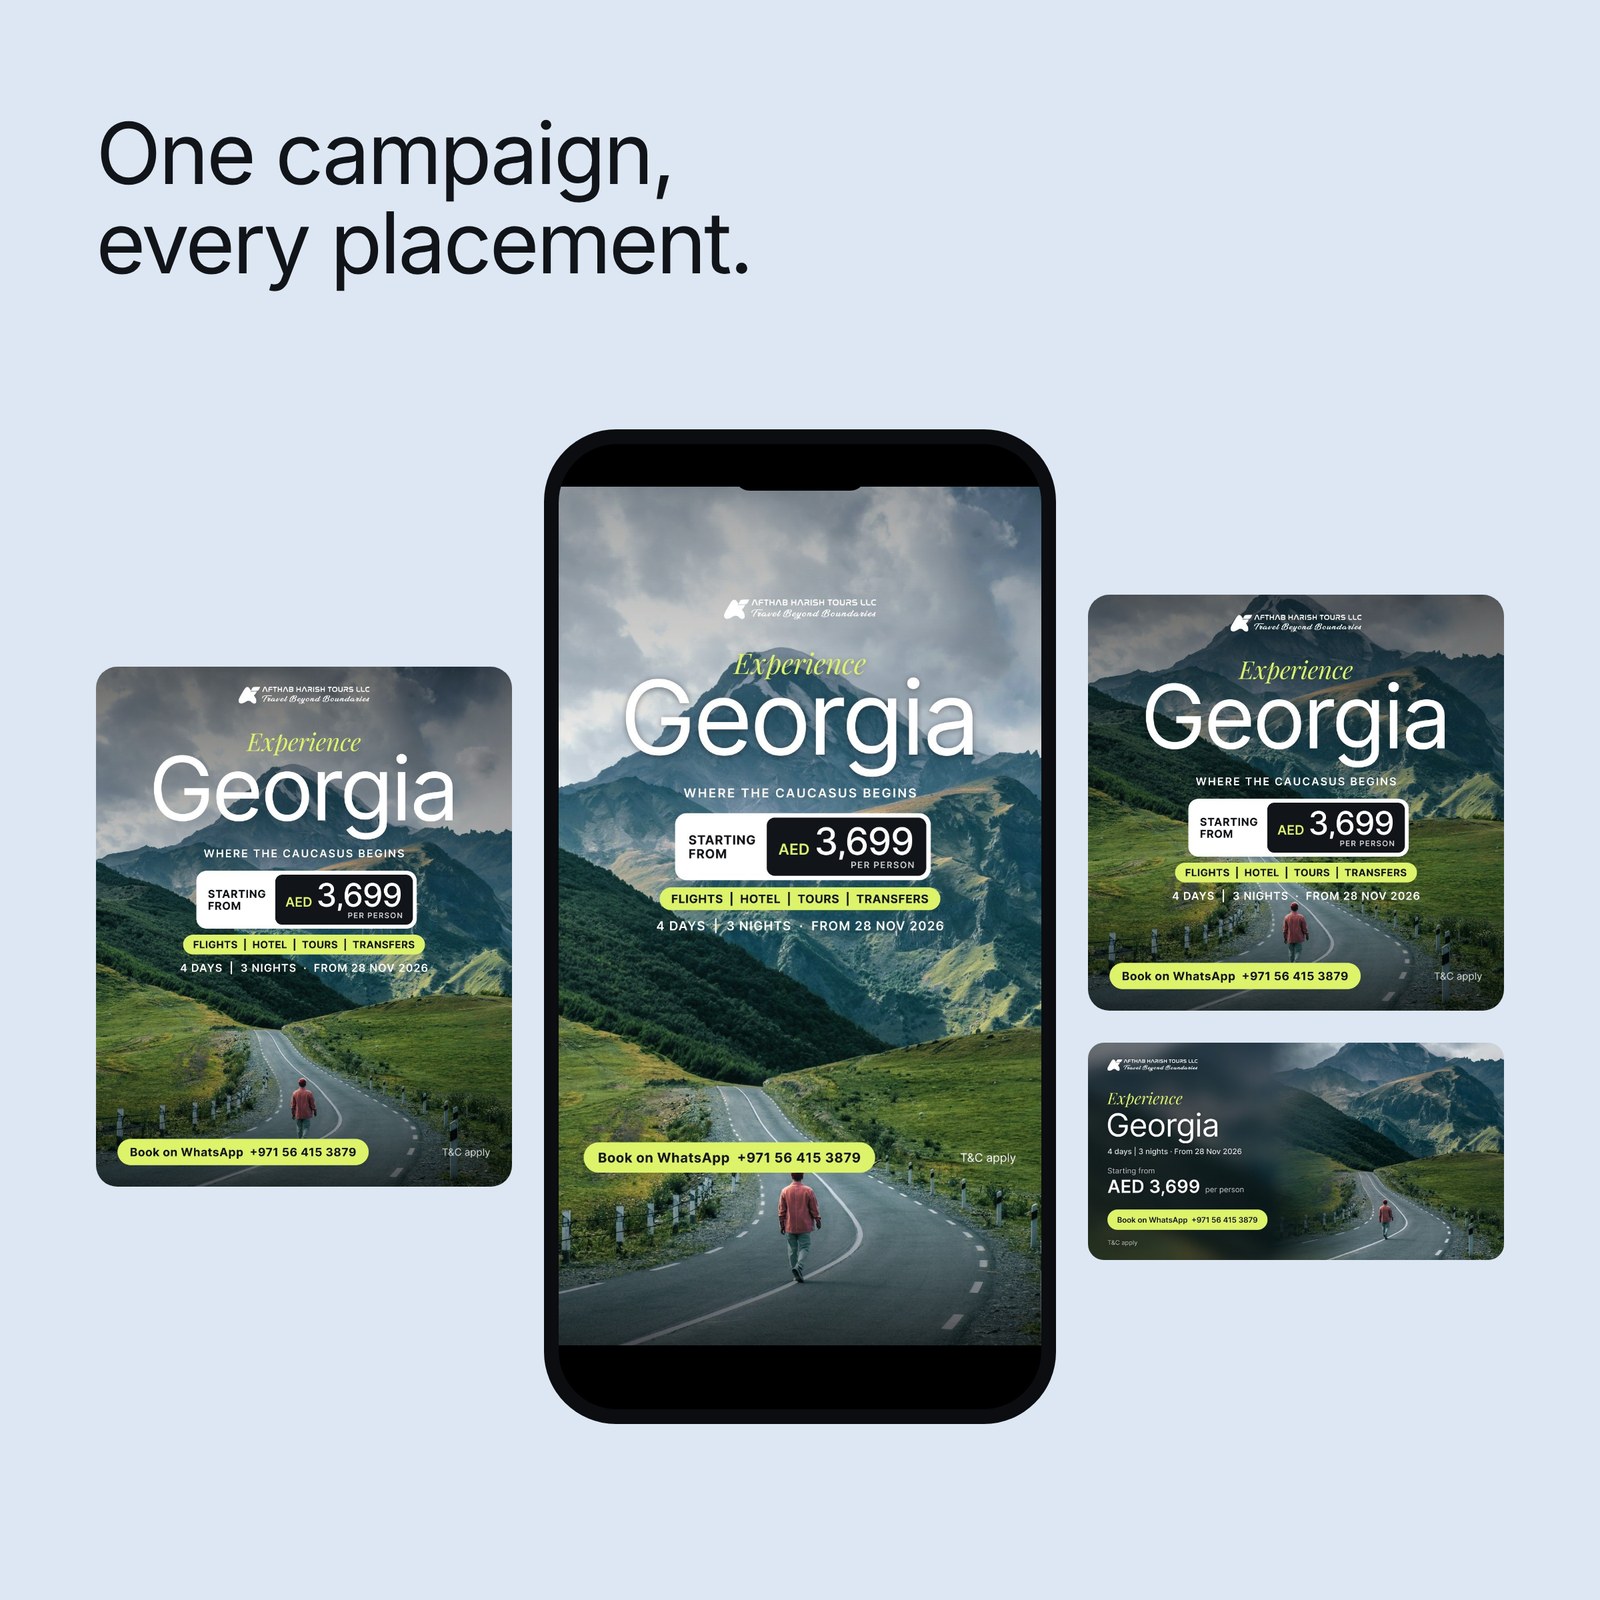 One campaign,
every placement.
AFTHAB HARISH TOURS LLC
Travel Beyond Boundaries
Experience
Georgia
WHERE THE CAUCASUS BEGINS
STARTING
FROM
AED 3,699
PER PERSON
FLIGHTS | HOTEL | TOURS | TRANSFERS
4 DAYS | 3 NIGHTS · FROM 28 NOV 2026
Book on WhatsApp +971 56 415 3879
T&C apply
AFTHAB HARISH TOURS LLC
Travel Beyond Boundaries
Experience
Georgia
WHERE THE CAUCASUS BEGINS
STARTING
FROM
AED 3,699
PER PERSON
FLIGHTS | HOTEL | TOURS | TRANSFERS
4 DAYS | 3 NIGHTS · FROM 28 NOV 2026
Book on WhatsApp +971 56 415 3879
T&C apply
AFTHAB HARISH TOURS LLC
Travel Beyond Boundaries
Experience
Georgia
WHERE THE CAUCASUS BEGINS
STARTING
FROM
AED 3,699
PER PERSON
FLIGHTS | HOTEL | TOURS | TRANSFERS
4 DAYS | 3 NIGHTS · FROM 28 NOV 2026
Book on WhatsApp +971 56 415 3879
T&C apply
AFTHAB HARISH TOURS LLC
Travel Beyond Boundaries
Experience
Georgia
4 days | 3 nights · From 28 Nov 2026
Starting from
AED 3,699 per person
Book on WhatsApp +971 56 415 3879
T&C apply